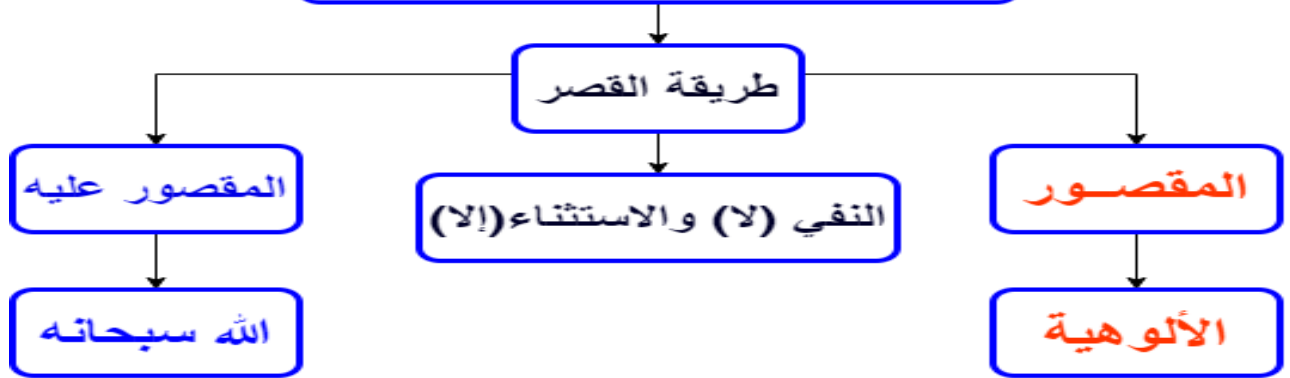 طريقة القصر
المقصور
النفي (لا) والاستثناء(إلا)
المقصور عليه
الألوهية
الله سبحانه